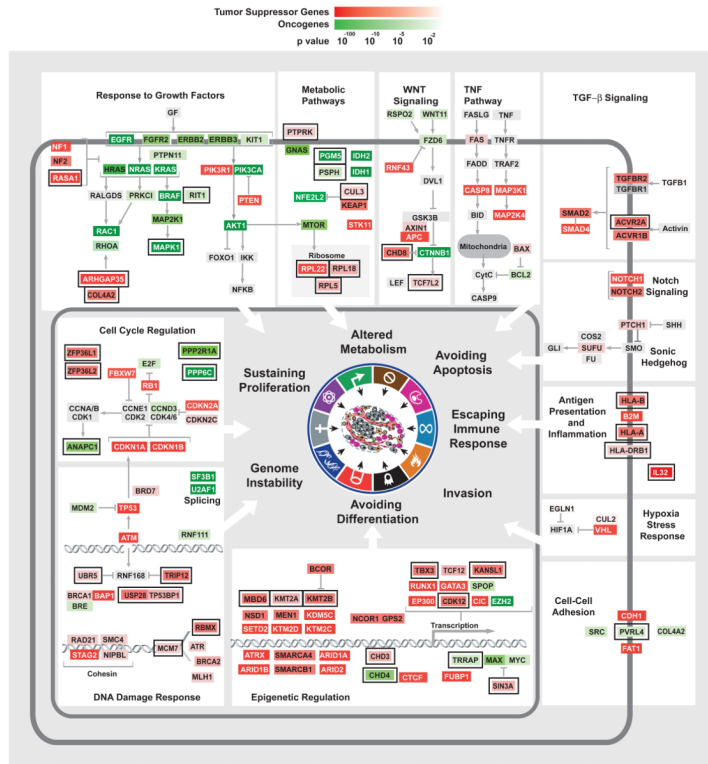 Tumor Suppressor Genes
Oncogenes
p value 10^-100 10^-10 10^-5 10^-2
Response to Growth Factors
GF
EGFR FGFR2 ERBB2 ERBB3 KIT1
NF1
NF2
RASA1
PTPN11
HRAS NRAS KRAS
PIK3R1 PIK3CA
RALGDS PRKCI BRAF RIT1
PTEN
MAP2K1
RAC1
AKT1
RHOA
MAPK1
FOXO1 IKK
ARHGAP35
COL4A2
NFKB
Metabolic
Pathways
PTPRK
GNAS
PGM5 IDH2
PSPH IDH1
CUL3
NFE2L2
KEAP1
MTOR
STK11
Ribosome
RPL22 RPL18
RPL5
WNT
Signaling
RSPO2 WNT11
FZD6
RNF43
DVL1
GSK3B
AXIN1
APC
CHD8 CTNNB1
LEF TCF7L2
TNF
Pathway
FASLG TNF
FAS TNFR
FADD TRAF2
CASP8 MAP3K1
BID MAP2K4
Mitochondria
BAX
CytC BCL2
CASP9
TGF-β Signaling
TGFBR2
TGFBR1
TGFB1
SMAD2
SMAD4
ACVR2A
ACVR1B
Activin
NOTCH1
NOTCH2
Notch
Signaling
PTCH1 SHH
COS2
GLI SUFU SMO
FU
Sonic
Hedgehog
Antigen
Presentation
and
Inflammation
HLA-B
B2M
HLA-A
HLA-DRB1
IL32
EGLN1
CUL2
HIF1A VHL
Hypoxia
Stress
Response
Cell-Cell
Adhesion
CDH1
SRC PVRL4 COL4A2
FAT1
Cell Cycle Regulation
ZFP36L1
ZFP36L2
E2F
FBXW7
RB1
PPP2R1A
PPP6C
CCNA/B
CDK1
CCNE1
CDK2
CCND3
CDK4/6
CDKN2A
CDKN2C
ANAPC1
CDKN1A CDKN1B
BRD7
SF3B1
U2AF1
Splicing
MDM2 TP53
ATM
RNF111
UBR5 RNF168 TRIP12
BRCA1 BAP1 USP28 TP53BP1
BRE
RAD21 SMC4
STAG2 NIPBL
Cohesin
MCM7
RBMX
ATR
BRCA2
MLH1
DNA Damage Response
Sustaining
Proliferation
Altered
Metabolism
Avoiding
Apoptosis
Escaping
Immune
Response
Genome
Instability
Avoiding
Differentiation
Invasion
BCOR
MBD6 KMT2A KMT2B
NSD1 MEN1 KDM5C
SETD2 KTM2D KTM2C
NCOR1 GPS2
TBX3 TCF12 KANSL1
RUNX1 GATA3 SPOP
EP300 CDK12 CIC EZH2
Transcription
ATRX SMARCA4 ARID1A
ARID1B SMARCB1 ARID2
CHD3
CHD4
CTCF
TRRAP MAX MYC
FUBP1
SIN3A
Epigenetic Regulation